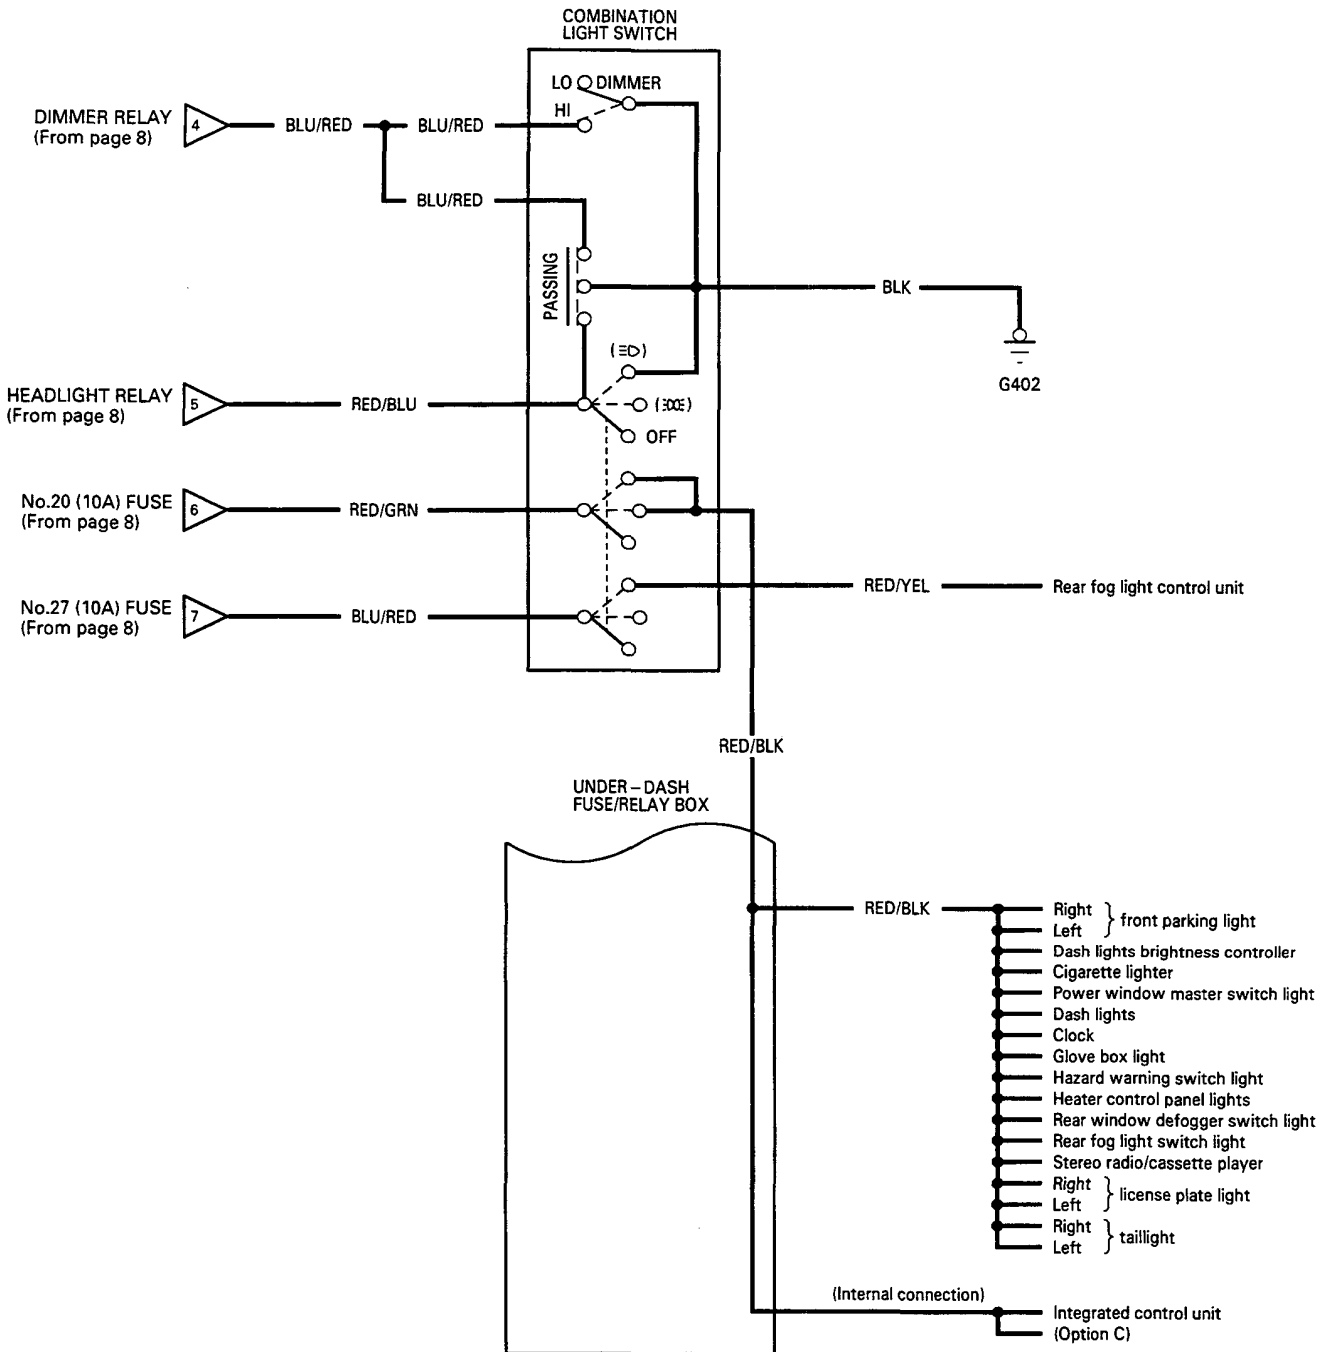 COMBINATION
LIGHT SWITCH
LO DIMMER
HI
DIMMER RELAY
(From page 8)
4
BLU/RED
BLU/RED
BLU/RED
PASSING
BLK
G402
HEADLIGHT RELAY
(From page 8)
5
RED/BLU
OFF
No.20 (10A) FUSE
(From page 8)
6
RED/GRN
No.27 (10A) FUSE
(From page 8)
7
BLU/RED
RED/YEL
Rear fog light control unit
RED/BLK
UNDER – DASH
FUSE/RELAY BOX
RED/BLK
Right
Left
front parking light
Dash lights brightness controller
Cigarette lighter
Power window master switch light
Dash lights
Clock
Glove box light
Hazard warning switch light
Heater control panel lights
Rear window defogger switch light
Rear fog light switch light
Stereo radio/cassette player
Right
Left
license plate light
Right
Left
taillight
(Internal connection)
Integrated control unit
(Option C)